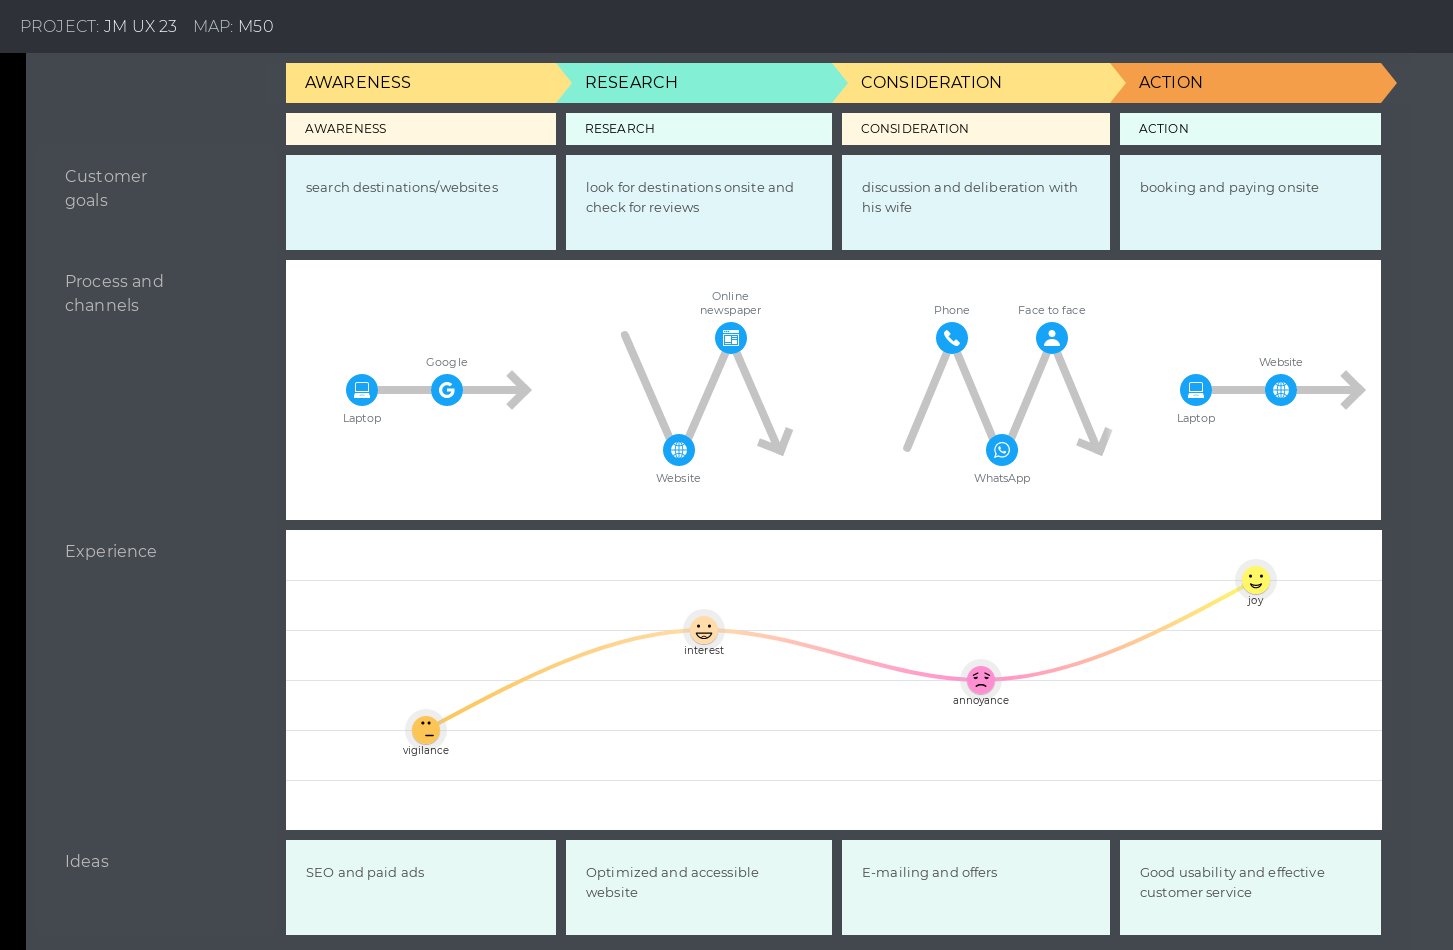 PROJECT: JM UX 23 MAP: M50
AWARENESS
RESEARCH
CONSIDERATION
ACTION
AWARENESS
RESEARCH
CONSIDERATION
ACTION
Customer
goals
search destinations/websites
look for destinations onsite and
check for reviews
discussion and deliberation with
his wife
booking and paying onsite
Process and
channels
Laptop
Google
Website
Online
newspaper
Phone
WhatsApp
Face to face
Laptop
Website
Experience
vigilance
interest
annoyance
joy
Ideas
SEO and paid ads
Optimized and accessible
website
E-mailing and offers
Good usability and effective
customer service